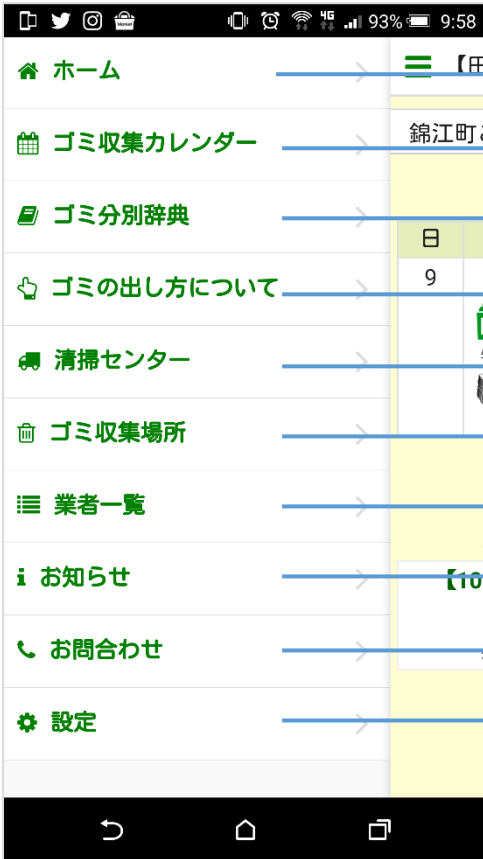 4G 93% 9:58
ホーム
ゴミ収集カレンダー
ゴミ分別辞典
ゴミの出し方について
清掃センター
ゴミ収集場所
業者一覧
お知らせ
お問合わせ
設定
錦江町
日
9
【10